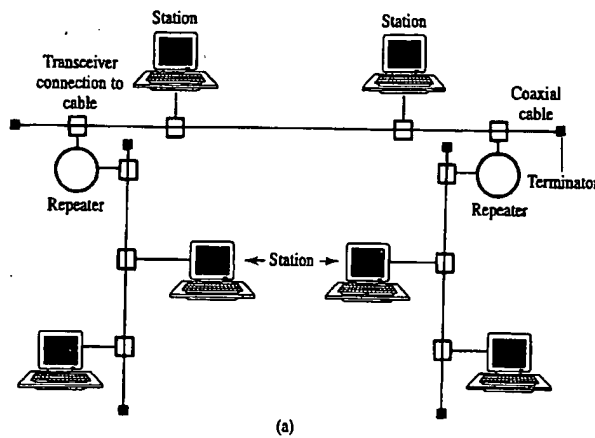 Station
Station
Transceiver
connection to
cable
Coaxial
cable
Repeater
Repeater
Terminator
Station
(a)